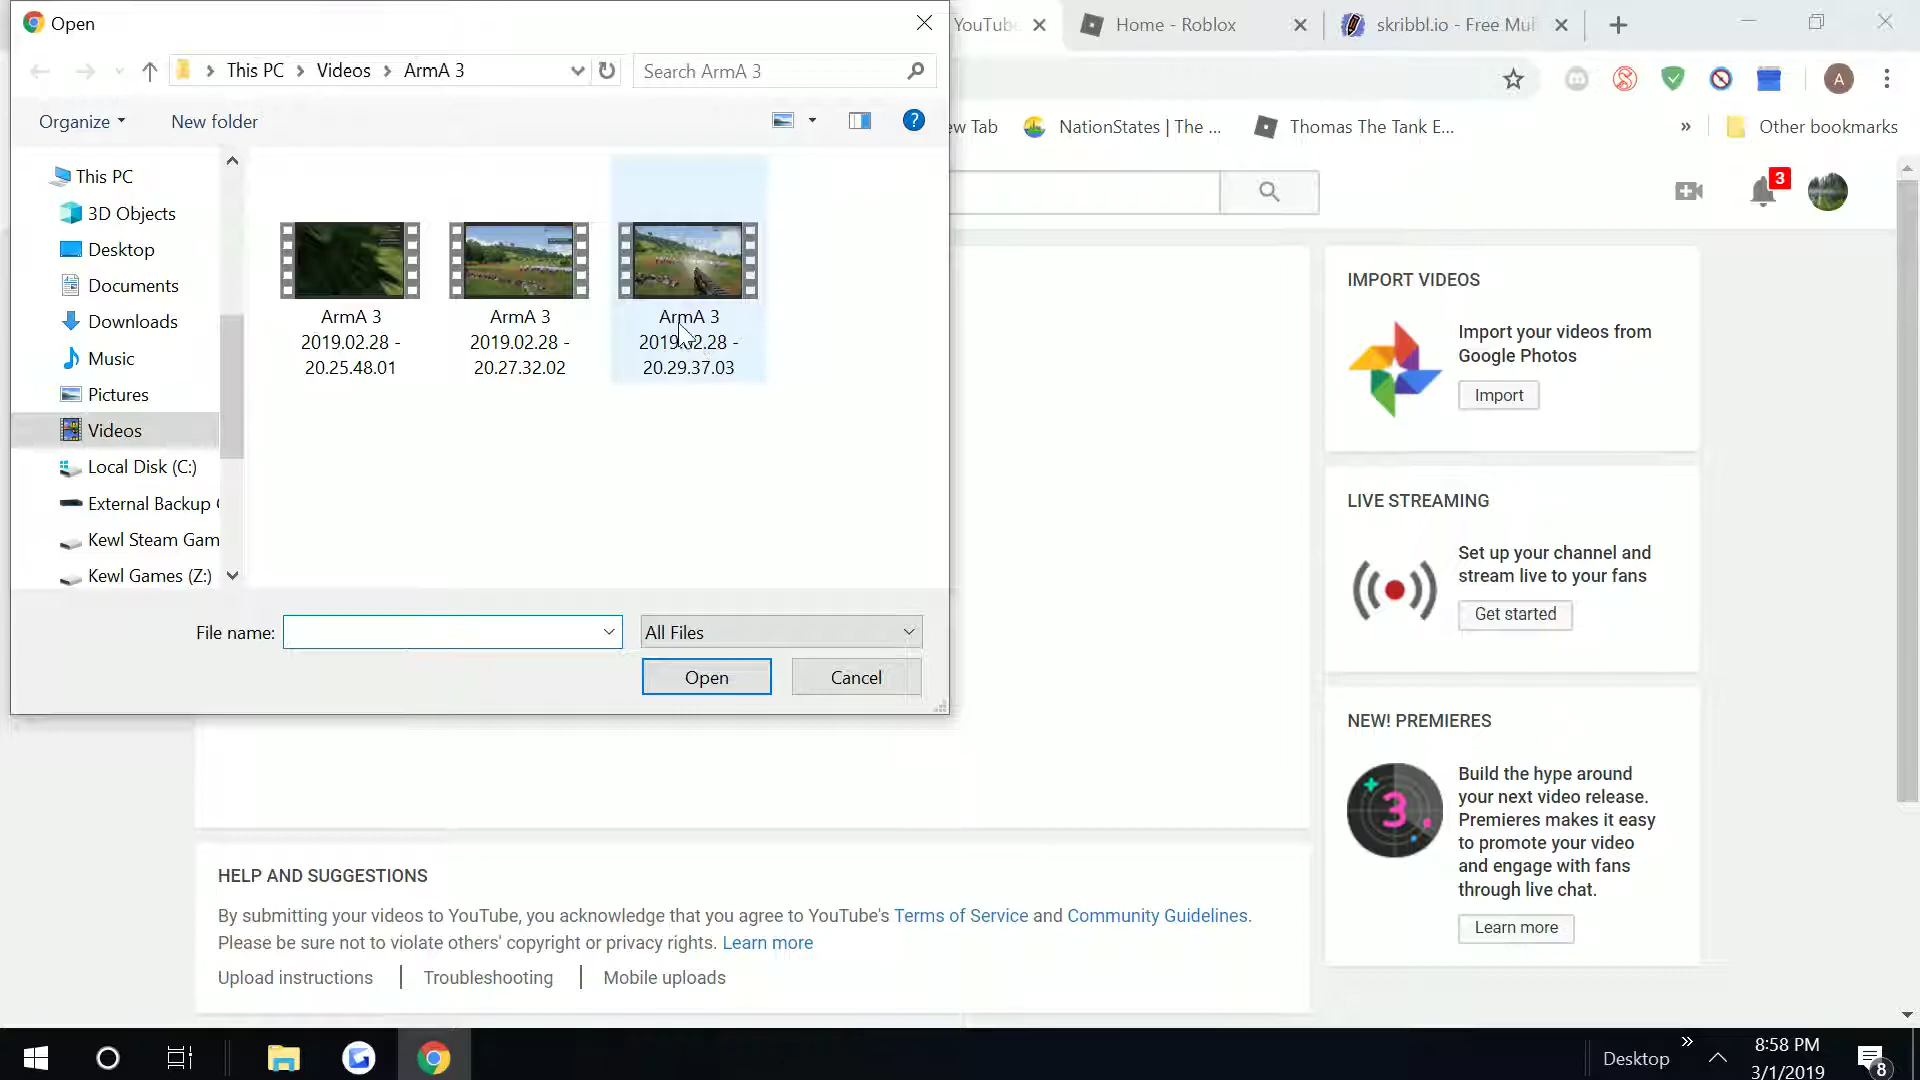 Open
YouTube
Home - Roblox
skribbl.io - Free Mul
This PC
Videos
ArmA 3
Search ArmA 3
A
Organize
New folder
?
ew Tab
NationStates | The ...
Thomas The Tank E...
»
Other bookmarks
3
This PC
3D Objects
Desktop
Documents
Downloads
Music
Pictures
Videos
Local Disk (C:)
External Backup
Kewl Steam Gam
Kewl Games (Z:)
ArmA 3
2019.02.28 -
20.25.48.01
ArmA 3
2019.02.28 -
20.27.32.02
ArmA 3
2019.02.28 -
20.29.37.03
File name:
All Files
Open
Cancel
IMPORT VIDEOS
Import your videos from
Google Photos
Import
LIVE STREAMING
Set up your channel and
stream live to your fans
Get started
NEW! PREMIERES
3
Build the hype around
your next video release.
Premieres makes it easy
to promote your video
and engage with fans
through live chat.
Learn more
HELP AND SUGGESTIONS
By submitting your videos to YouTube, you acknowledge that you agree to YouTube's Terms of Service and Community Guidelines.
Please be sure not to violate others' copyright or privacy rights. Learn more
Upload instructions
Troubleshooting
Mobile uploads
Desktop
»
8:58 PM
3/1/2019
8